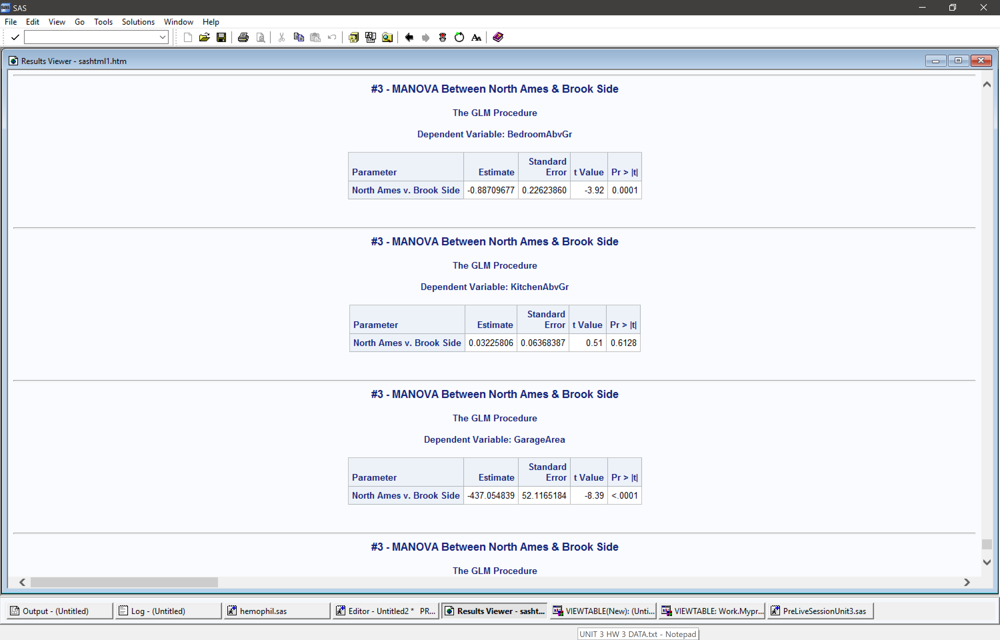 sas SAS
File Edit View Go Tools Solutions Window Help
Results Viewer - sashtml1.htm
#3 - MANOVA Between North Ames & Brook Side
The GLM Procedure
Dependent Variable: BedroomAbvGr
Parameter Estimate Standard Error t Value Pr > |t|
North Ames v. Brook Side -0.88709677 0.22623860 -3.92 0.0001
#3 - MANOVA Between North Ames & Brook Side
The GLM Procedure
Dependent Variable: KitchenAbvGr
Parameter Estimate Standard Error t Value Pr > |t|
North Ames v. Brook Side 0.03225806 0.06368387 0.51 0.6128
#3 - MANOVA Between North Ames & Brook Side
The GLM Procedure
Dependent Variable: GarageArea
Parameter Estimate Standard Error t Value Pr > |t|
North Ames v. Brook Side -437.054839 52.1165184 -8.39 <.0001
#3 - MANOVA Between North Ames & Brook Side
The GLM Procedure
Output - (Untitled) Log - (Untitled) hemophil.sas Editor - Untitled2 * PR... Results Viewer - sasht... VIEWTABLE(New): (Unti... VIEWTABLE: Work.Mypr... PreLiveSessionUnit3.sas
UNIT 3 HW 3 DATA.txt - Notepad